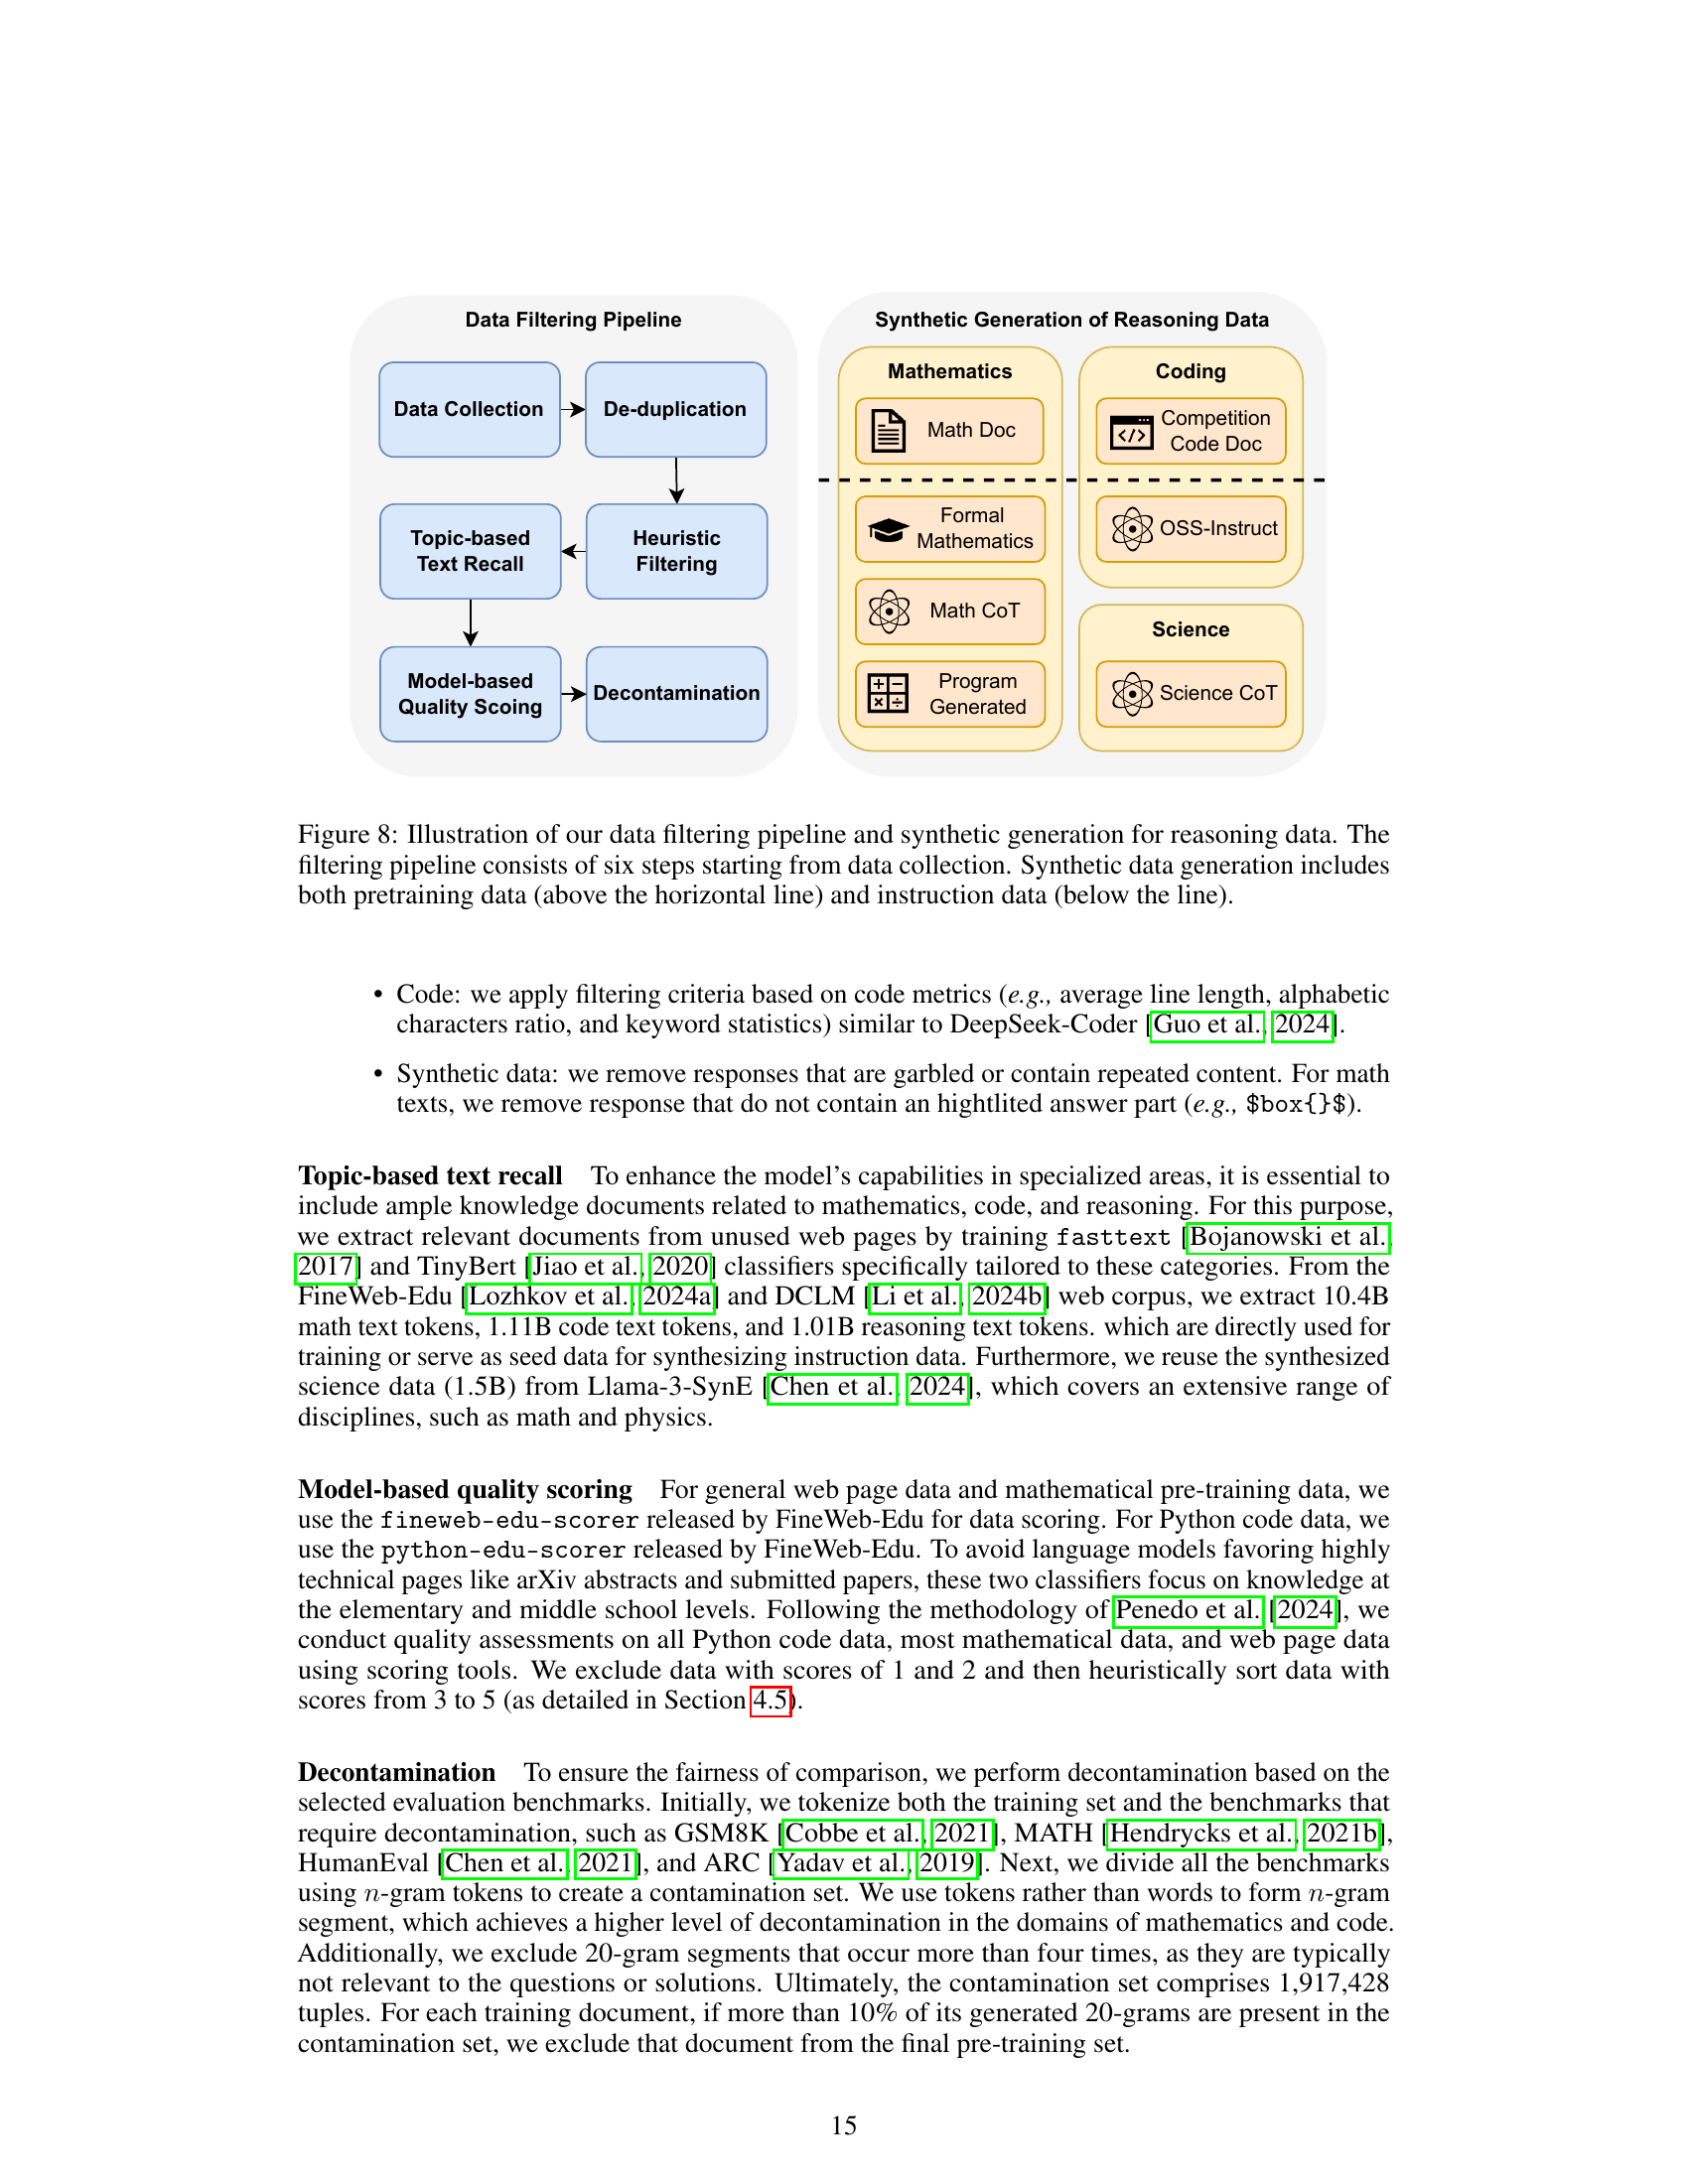 Data Filtering Pipeline
Data Collection
De-duplication
Topic-based
Text Recall
Heuristic
Filtering
Model-based
Quality Scoing
Decontamination
Synthetic Generation of Reasoning Data
Mathematics
Math Doc
Formal
Mathematics
Math CoT
Program
Generated
Coding
Competition
Code Doc
OSS-Instruct
Science
Science CoT
Figure 8: Illustration of our data filtering pipeline and synthetic generation for reasoning data. The
filtering pipeline consists of six steps starting from data collection. Synthetic data generation includes
both pretraining data (above the horizontal line) and instruction data (below the line).
• Code: we apply filtering criteria based on code metrics (e.g., average line length, alphabetic
characters ratio, and keyword statistics) similar to DeepSeek-Coder [Guo et al., 2024].
• Synthetic data: we remove responses that are garbled or contain repeated content. For math
texts, we remove response that do not contain an hightlited answer part (e.g., $box{}$).
Topic-based text recall To enhance the model's capabilities in specialized areas, it is essential to
include ample knowledge documents related to mathematics, code, and reasoning. For this purpose,
we extract relevant documents from unused web pages by training fasttext [Bojanowski et al.,
2017] and TinyBert [Jiao et al., 2020] classifiers specifically tailored to these categories. From the
FineWeb-Edu [Lozhkov et al., 2024a] and DCLM [Li et al., 2024b] web corpus, we extract 10.4B
math text tokens, 1.11B code text tokens, and 1.01B reasoning text tokens. which are directly used for
training or serve as seed data for synthesizing instruction data. Furthermore, we reuse the synthesized
science data (1.5B) from Llama-3-SynE [Chen et al., 2024], which covers an extensive range of
disciplines, such as math and physics.
Model-based quality scoring For general web page data and mathematical pre-training data, we
use the fineweb-edu-scorer released by FineWeb-Edu for data scoring. For Python code data, we
use the python-edu-scorer released by FineWeb-Edu. To avoid language models favoring highly
technical pages like arXiv abstracts and submitted papers, these two classifiers focus on knowledge at
the elementary and middle school levels. Following the methodology of Penedo et al. [2024], we
conduct quality assessments on all Python code data, most mathematical data, and web page data
using scoring tools. We exclude data with scores of 1 and 2 and then heuristically sort data with
scores from 3 to 5 (as detailed in Section 4.5).
Decontamination To ensure the fairness of comparison, we perform decontamination based on the
selected evaluation benchmarks. Initially, we tokenize both the training set and the benchmarks that
require decontamination, such as GSM8K [Cobbe et al., 2021], MATH [Hendrycks et al., 2021b],
HumanEval [Chen et al., 2021], and ARC [Yadav et al., 2019]. Next, we divide all the benchmarks
using n-gram tokens to create a contamination set. We use tokens rather than words to form n-gram
segment, which achieves a higher level of decontamination in the domains of mathematics and code.
Additionally, we exclude 20-gram segments that occur more than four times, as they are typically
not relevant to the questions or solutions. Ultimately, the contamination set comprises 1,917,428
tuples. For each training document, if more than 10% of its generated 20-grams are present in the
contamination set, we exclude that document from the final pre-training set.
15